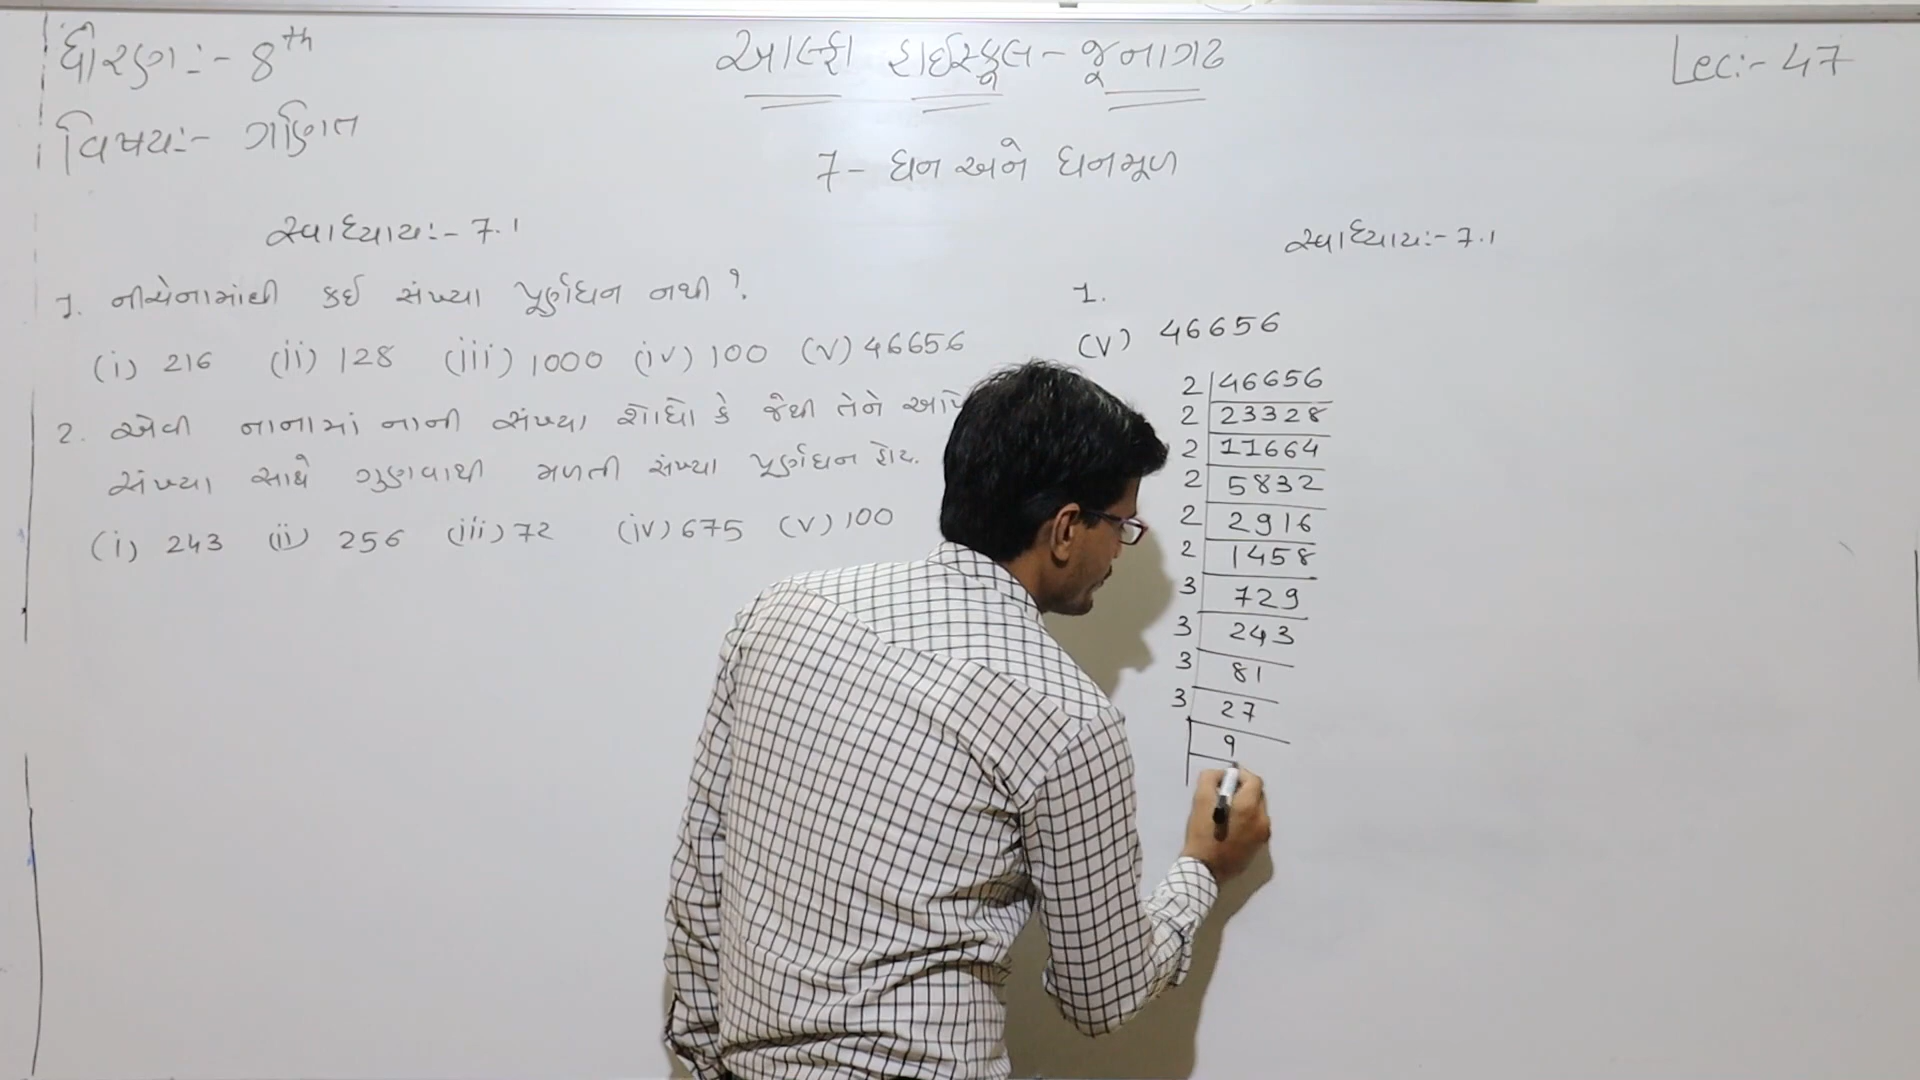 ધોરણ:- 8th
વિષય:- ગણિત
આલ્ફા હાઈસ્કૂલ - જૂનાગઢ
Lec:- 47
7- ઘન અને ઘનમૂળ
સ્વાધ્યાય:- 7.1
1. નીચેનામાંથી કઈ સંખ્યા પૂર્ણઘન નથી ?
(i) 216 (ii) 128 (iii) 1000 (iv) 100 (v) 46656
2. એવી નાનામાં નાની સંખ્યા શોધો કે જેથી તેને
સંખ્યા સાથે ગુણવાથી મળતી સંખ્યા પૂર્ણઘન હોય.
(i) 243 (ii) 256 (iii) 72 (iv) 675 (v) 100
સ્વાધ્યાય:- 7.1
1.
(v) 46656
2 46656
2 23328
2 11664
2 5832
2 2916
2 1458
3 729
3 243
3 81
3 27
9